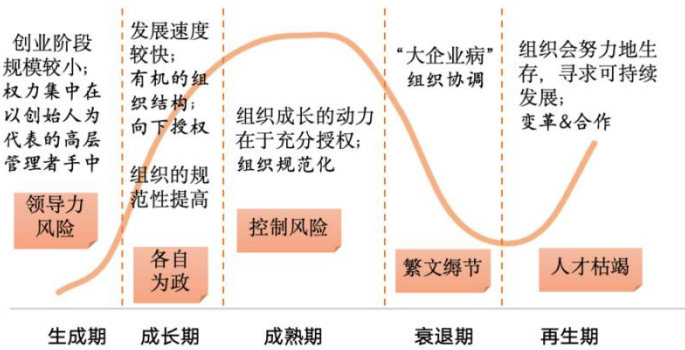 创业阶段
规模较小；
权力集中在
以创始人为
代表的高层
管理者手中
领导力
风险
发展速度
较快；
有机的组
织结构；
向下授权
组织的规
范性提高
各自
为政
组织成长的动力
在于充分授权；
组织规范化
控制风险
“大企业病”
组织协调
繁文缛节
组织会努力地生
存，寻求可持续
发展；
变革&合作
人才枯竭
生成期
成长期
成熟期
衰退期
再生期